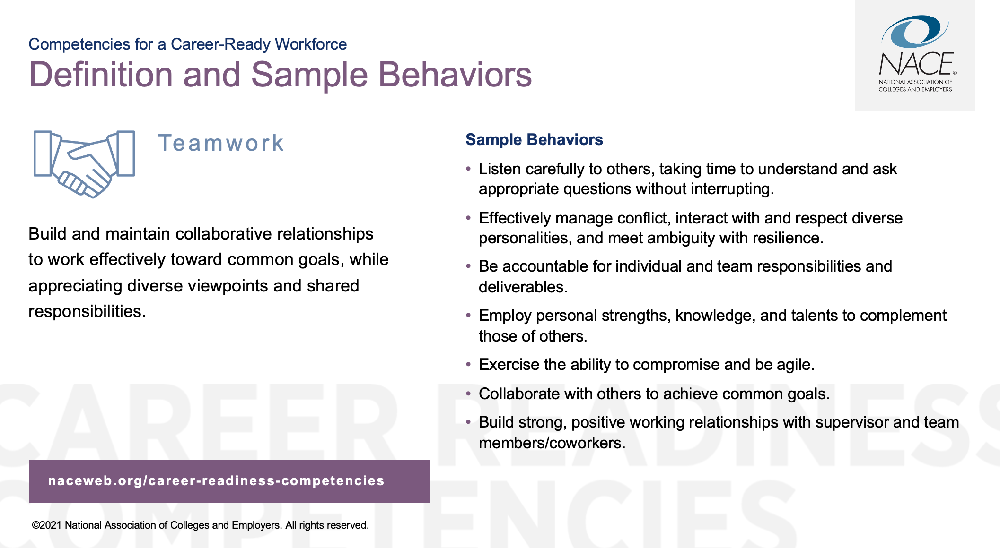 Competencies for a Career-Ready Workforce
Definition and Sample Behaviors
NACE®
NATIONAL ASSOCIATION OF
COLLEGES AND EMPLOYERS
Teamwork
Build and maintain collaborative relationships
to work effectively toward common goals, while
appreciating diverse viewpoints and shared
responsibilities.
Sample Behaviors
• Listen carefully to others, taking time to understand and ask
appropriate questions without interrupting.
• Effectively manage conflict, interact with and respect diverse
personalities, and meet ambiguity with resilience.
• Be accountable for individual and team responsibilities and
deliverables.
• Employ personal strengths, knowledge, and talents to complement
those of others.
• Exercise the ability to compromise and be agile.
• Collaborate with others to achieve common goals.
• Build strong, positive working relationships with supervisor and team
members/coworkers.
CAREER READINESS
COMPETENCIES
naceweb.org/career-readiness-competencies
©2021 National Association of Colleges and Employers. All rights reserved.